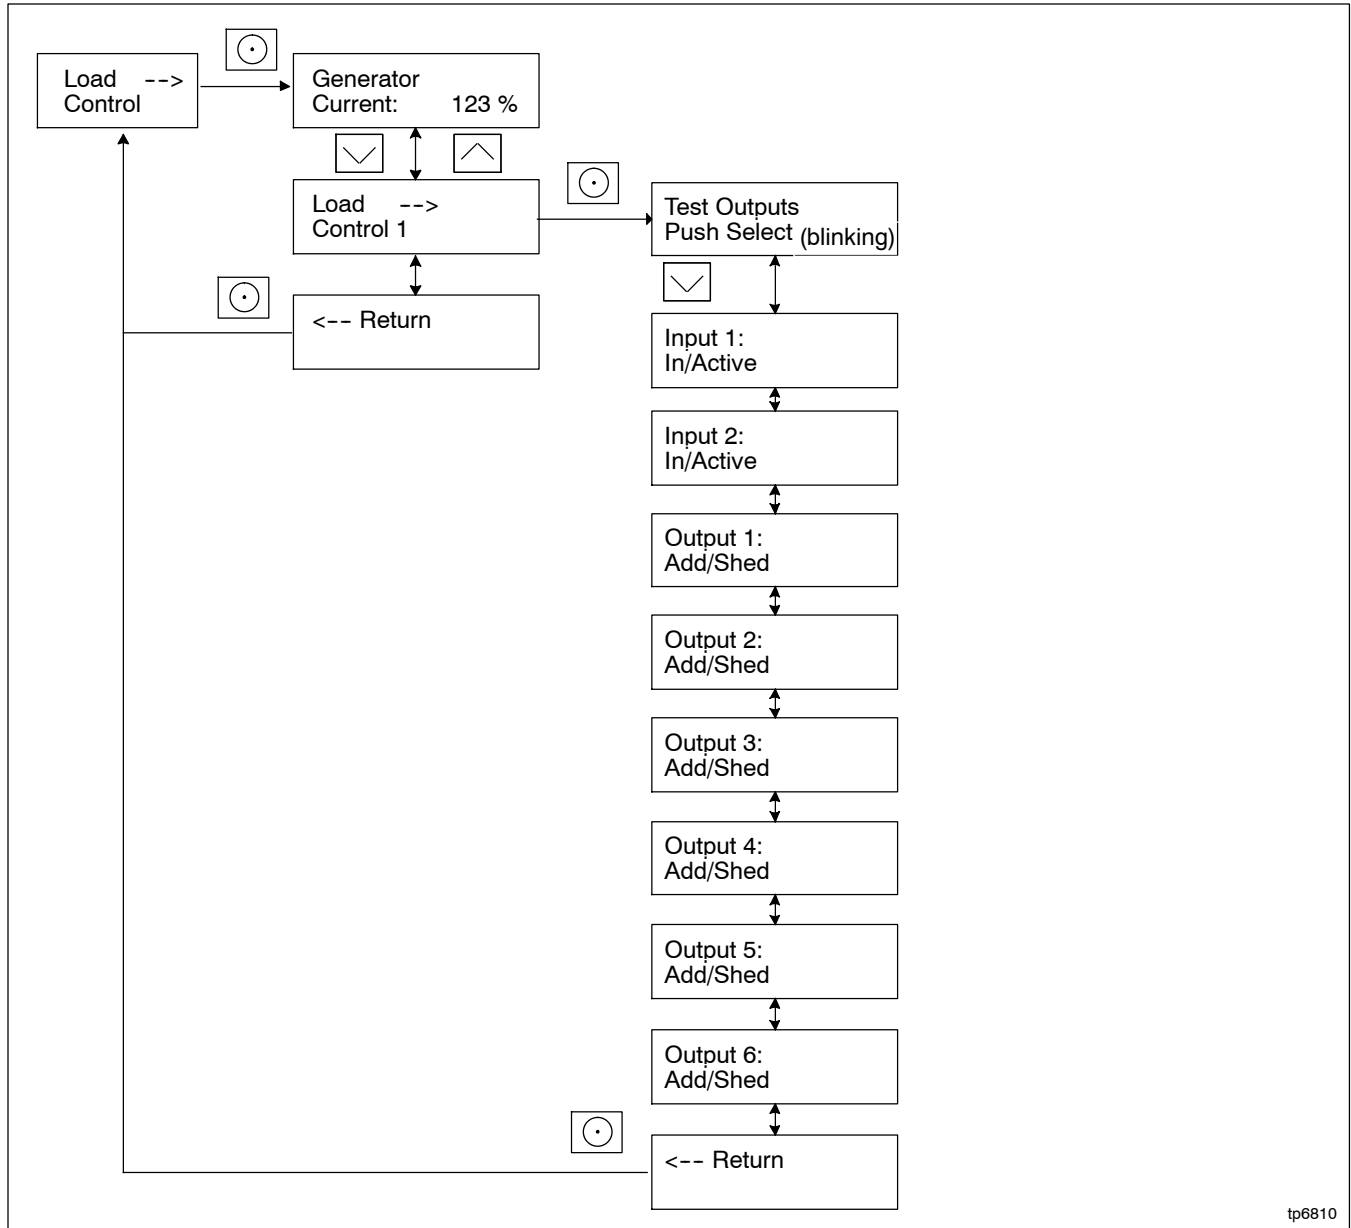 Load -->
Control
Generator
Current: 123 %
Load -->
Control 1
<-- Return
Test Outputs
Push Select (blinking)
Input 1:
In/Active
Input 2:
In/Active
Output 1:
Add/Shed
Output 2:
Add/Shed
Output 3:
Add/Shed
Output 4:
Add/Shed
Output 5:
Add/Shed
Output 6:
Add/Shed
<-- Return
tp6810